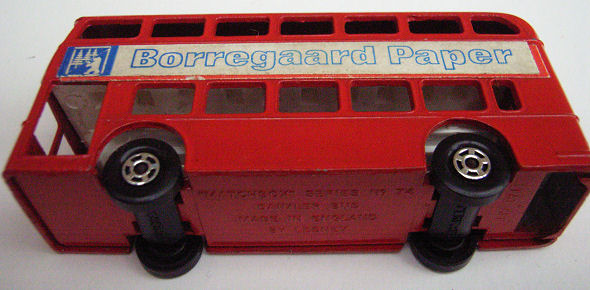 Borregaard Paper
"MATCHBOX" SERIES No 74
DAIMLER BUS
MADE IN ENGLAND
BY LESNEY